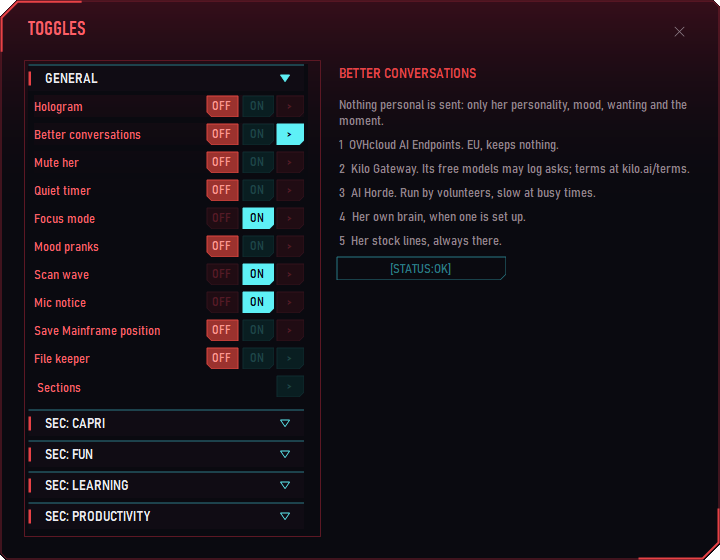 TOGGLES
GENERAL
Hologram OFF ON
Better conversations OFF ON >
Mute her OFF ON
Quiet timer OFF ON
Focus mode OFF ON
Mood pranks OFF ON
Scan wave OFF ON
Mic notice OFF ON
Save Mainframe position OFF ON
File keeper OFF ON
Sections
SEC: CAPRI
SEC: FUN
SEC: LEARNING
SEC: PRODUCTIVITY
BETTER CONVERSATIONS
Nothing personal is sent: only her personality, mood, wanting and the
moment.
1 OVHcloud AI Endpoints. EU, keeps nothing.
2 Kilo Gateway. Its free models may log asks; terms at kilo.ai/terms.
3 AI Horde. Run by volunteers, slow at busy times.
4 Her own brain, when one is set up.
5 Her stock lines, always there.
[STATUS:OK]